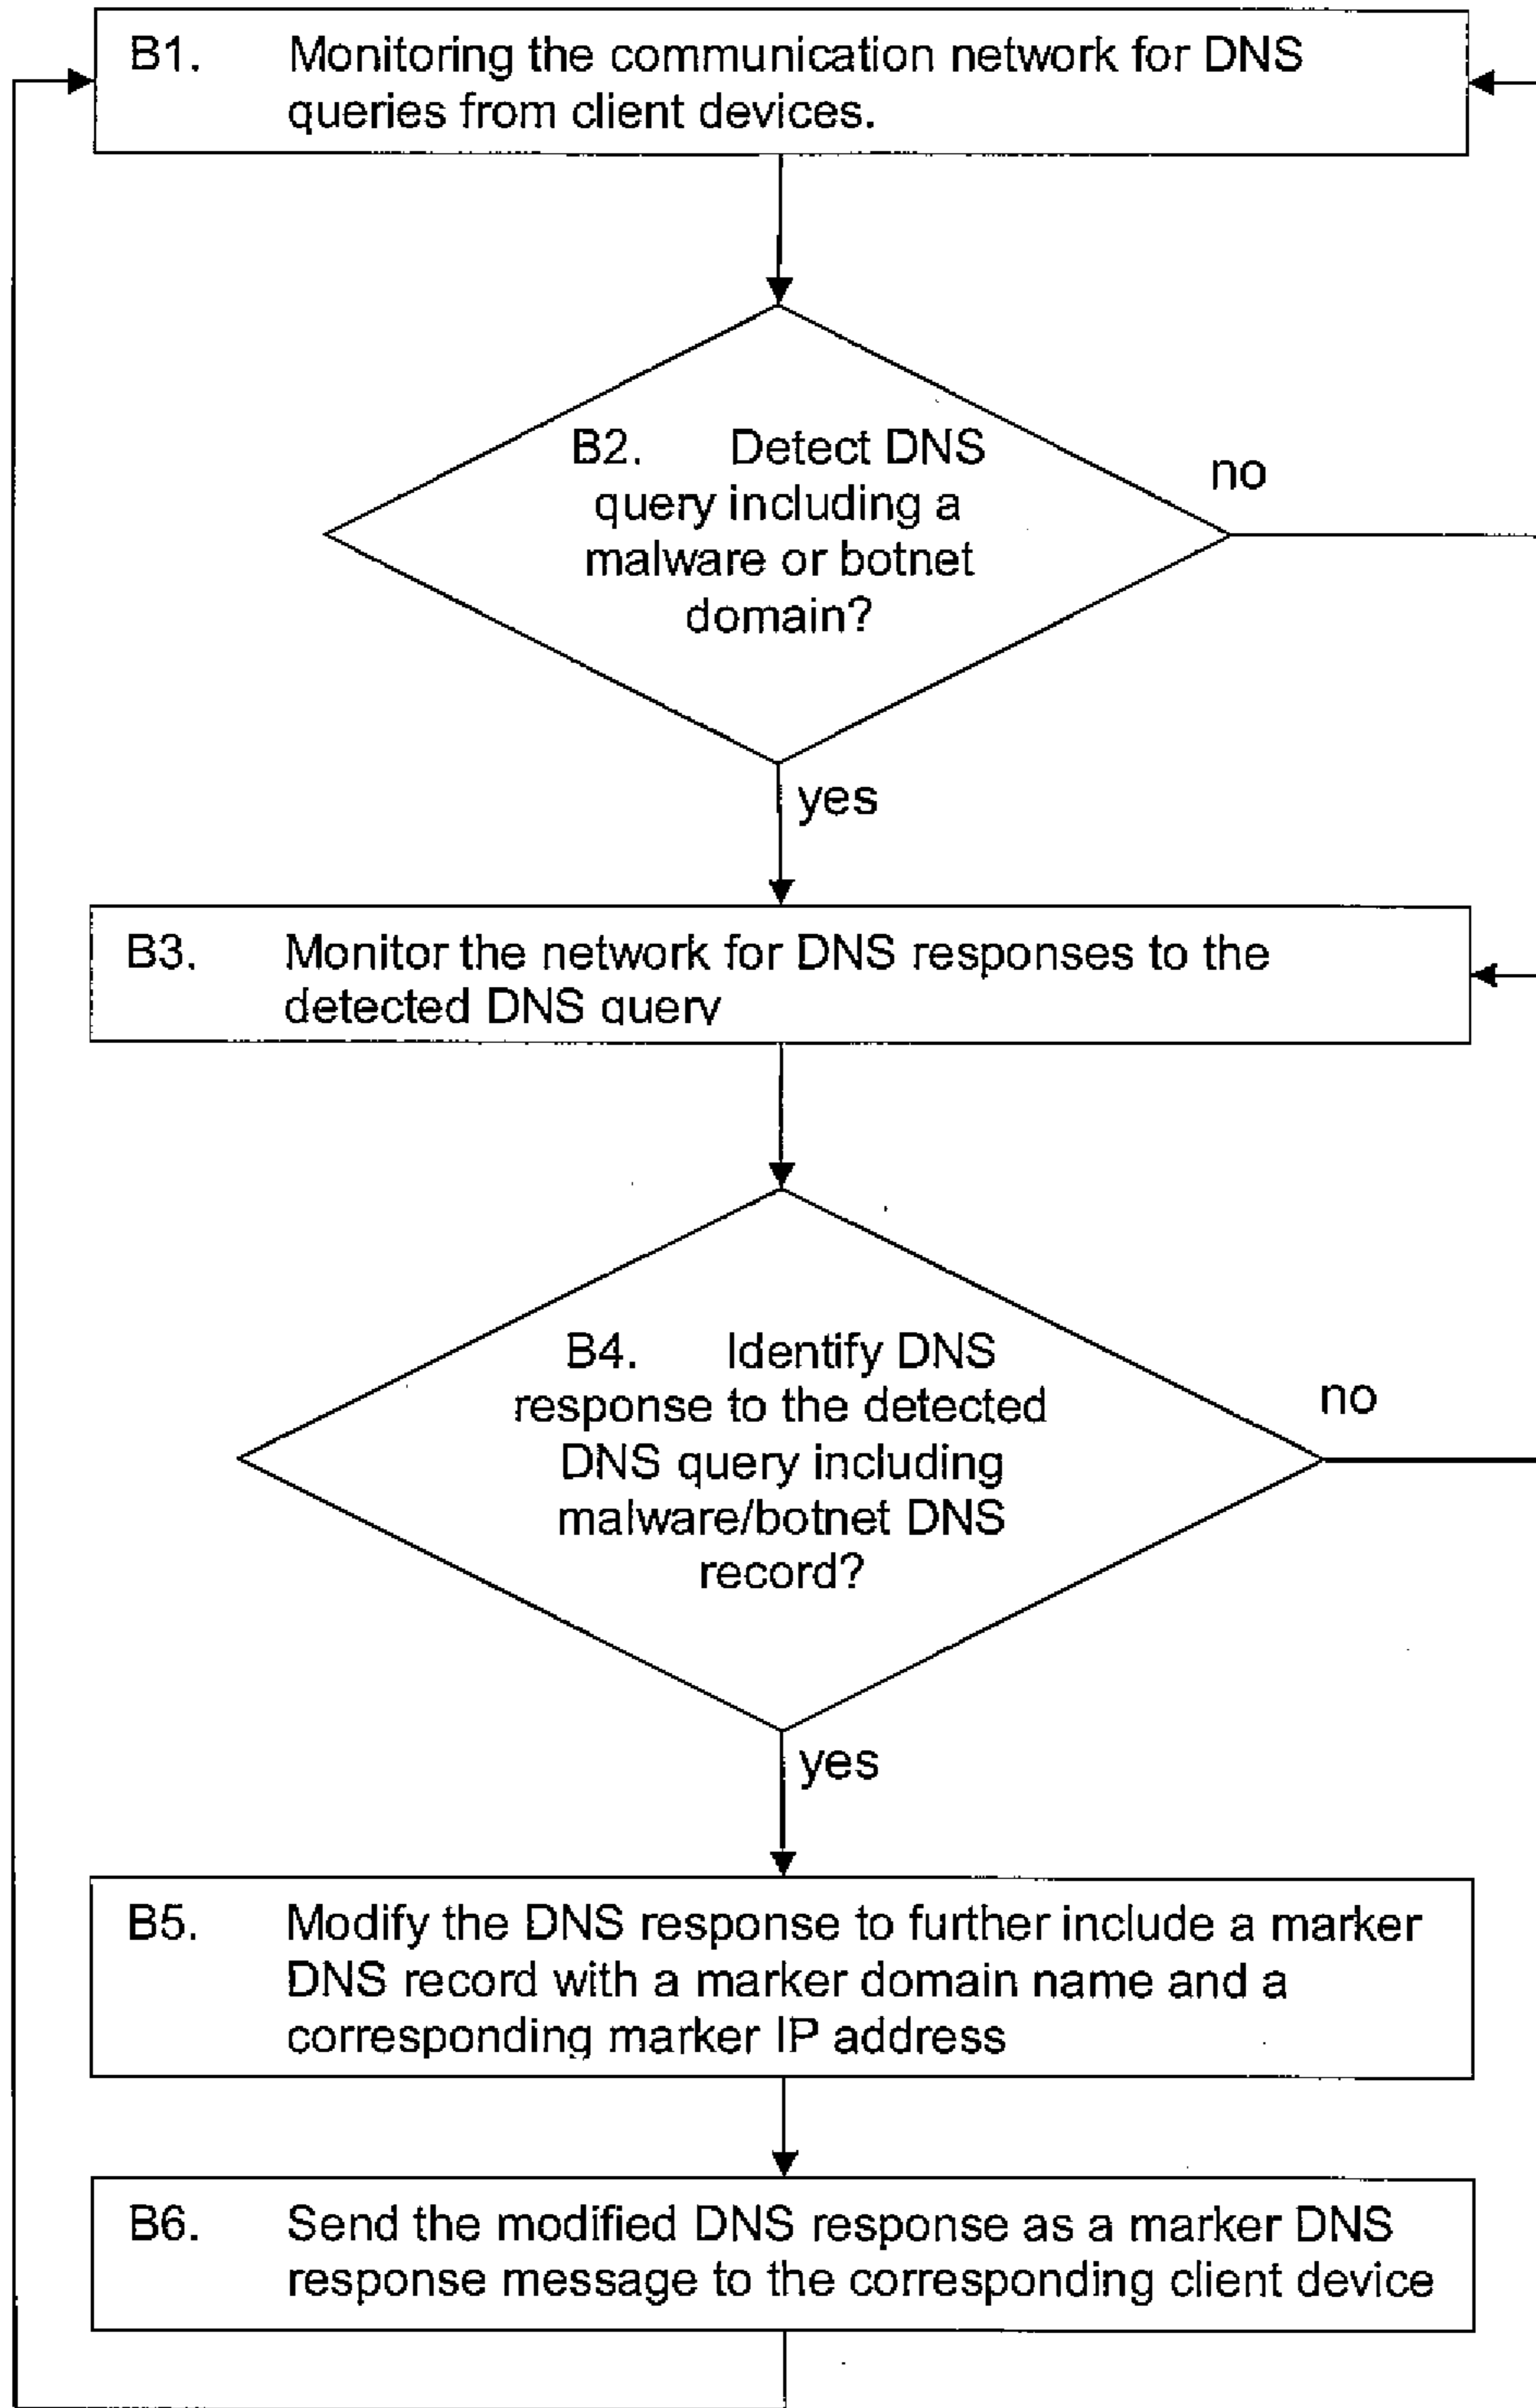 B1. Monitoring the communication network for DNS
queries from client devices.
B2. Detect DNS
query including a
malware or botnet
domain?
no
yes
B3. Monitor the network for DNS responses to the
detected DNS query
B4. Identify DNS
response to the detected
DNS query including
malware/botnet DNS
record?
no
yes
B5. Modify the DNS response to further include a marker
DNS record with a marker domain name and a
corresponding marker IP address
B6. Send the modified DNS response as a marker DNS
response message to the corresponding client device